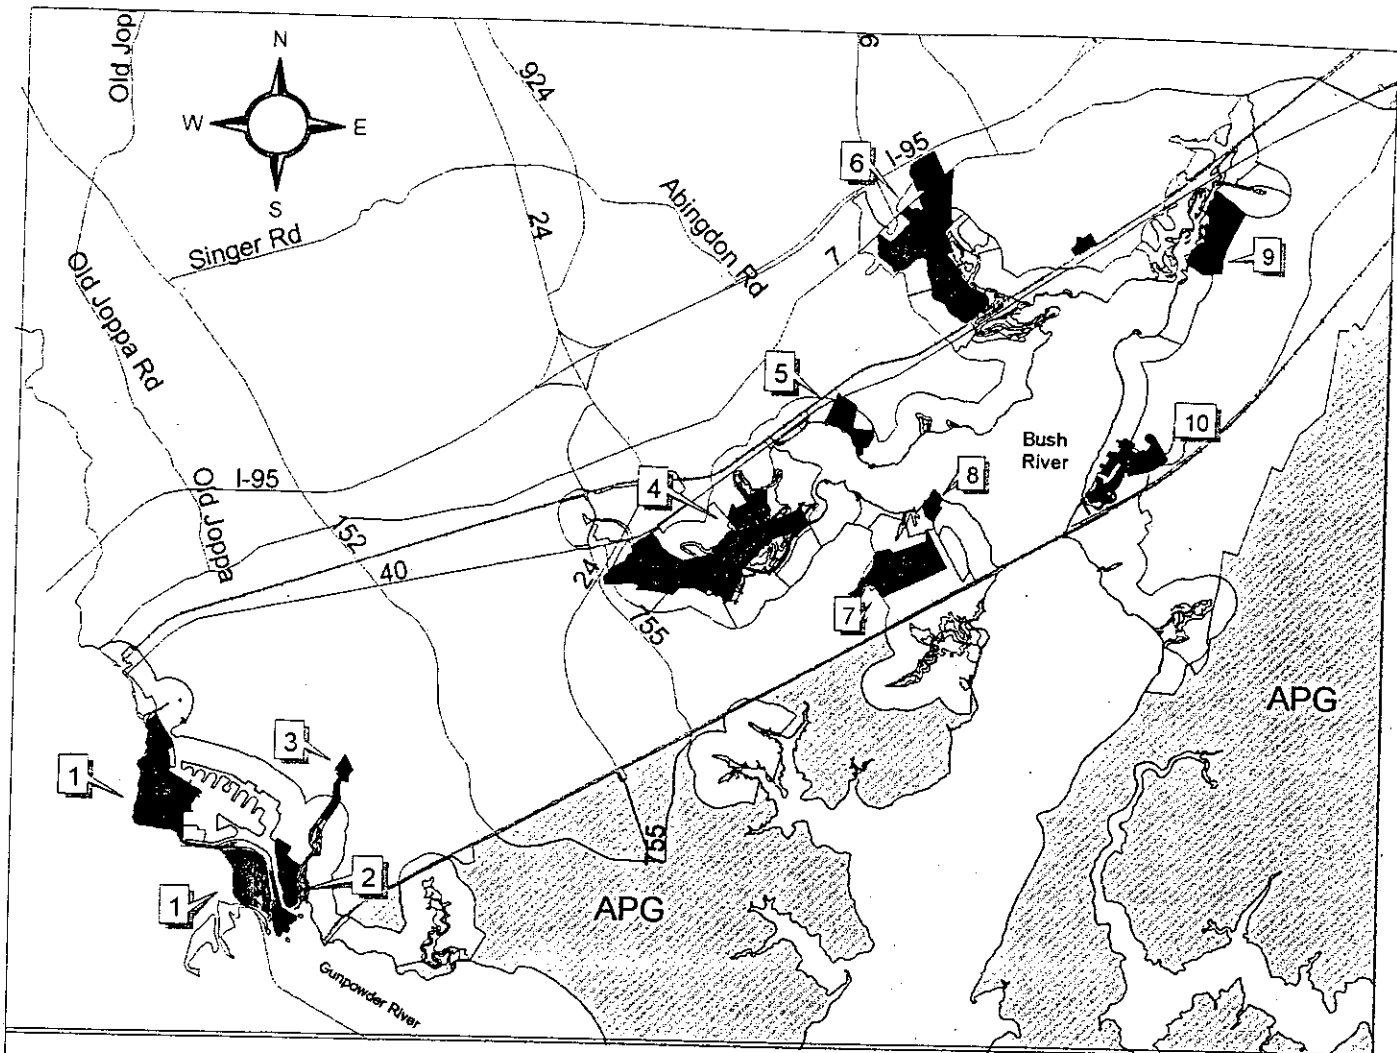 Old Jop
N
W
E
S
924
24
Singer Rd
Abingdon Rd
I-95
6
7
9
Old Joppa Rd
5
10
Bush
River
8
4
I-95
Old Joppa
152
40
24
755
7
APG
3
1
755
2
1
APG
Gunpowder River